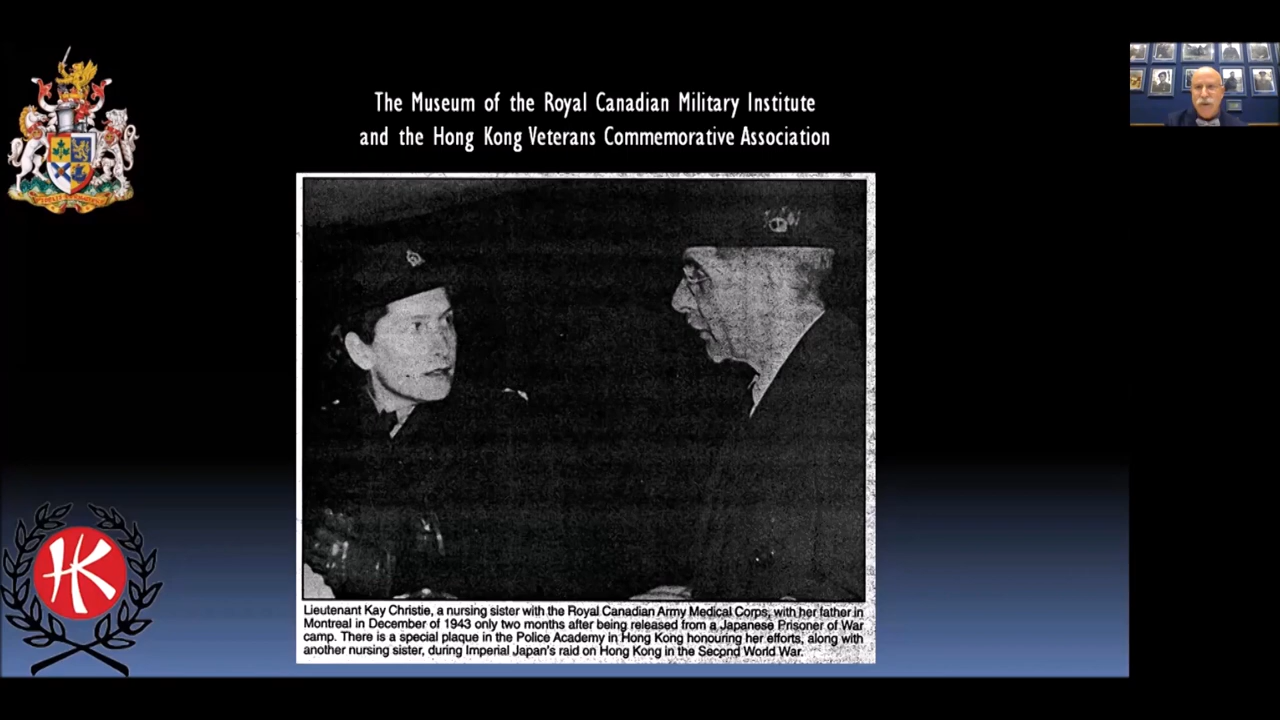 The Museum of the Royal Canadian Military Institute
and the Hong Kong Veterans Commemorative Association
Lieutenant Kay Christie, a nursing sister with the Royal Canadian Army Medical Corps, with her father in
Montreal in December of 1943 only two months after being released from a Japanese Prisoner of War
camp. There is a special plaque in the Police Academy in Hong Kong honouring her efforts, along with
another nursing sister, during Imperial Japan's raid on Hong Kong in the Second World War.
HK